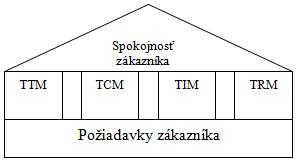 Spokojnosť
zákazníka
TTM TCM TIM TRM
Požiadavky zákazníka